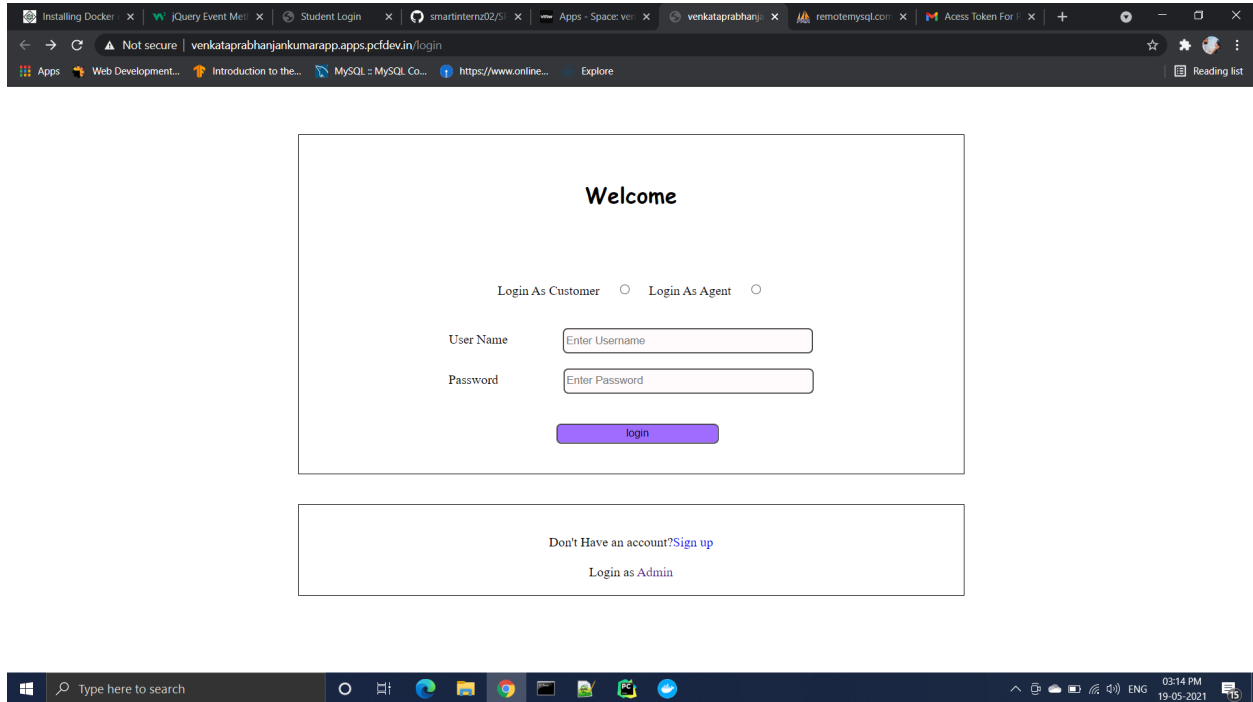 Installing Docker
jQuery Event Met
Student Login
smartinternz02/SI
Apps - Space: ven
venkataprabhanja
remotemysql.com
Acess Token For
Not secure
venkataprabhanjankumarapp.apps.pcfdev.in/login
Apps
Web Development...
Introduction to the...
MySQL :: MySQL Co...
https://www.online...
Explore
Reading list
Welcome
Login As Customer Login As Agent
User Name Enter Username
Password Enter Password
login
Don't Have an account?Sign up
Login as Admin
Type here to search
ENG
03:14 PM
19-05-2021
15